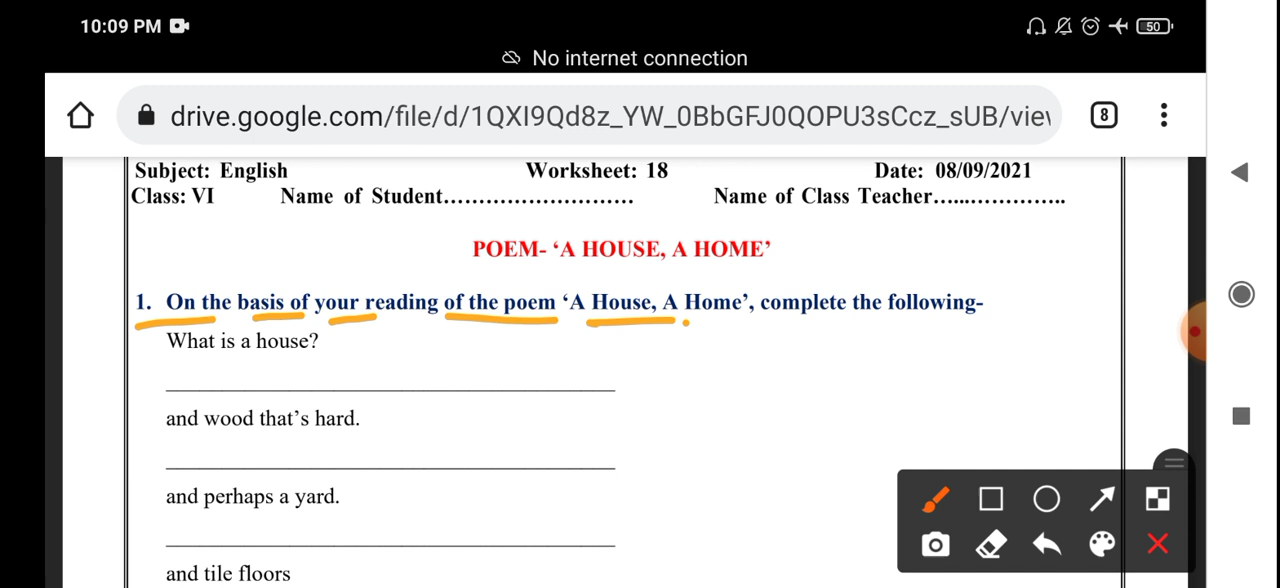 10:09 PM 50
No internet connection
drive.google.com/file/d/1QXI9Qd8z_YW_0BbGFJ0QOPU3sCcz_sUB/view 8
Subject: English Worksheet: 18 Date: 08/09/2021
Class: VI Name of Student............................ Name of Class Teacher....................
POEM- ‘A HOUSE, A HOME’
1. On the basis of your reading of the poem ‘A House, A Home’, complete the following-
What is a house?
and wood that’s hard.
and perhaps a yard.
and tile floors